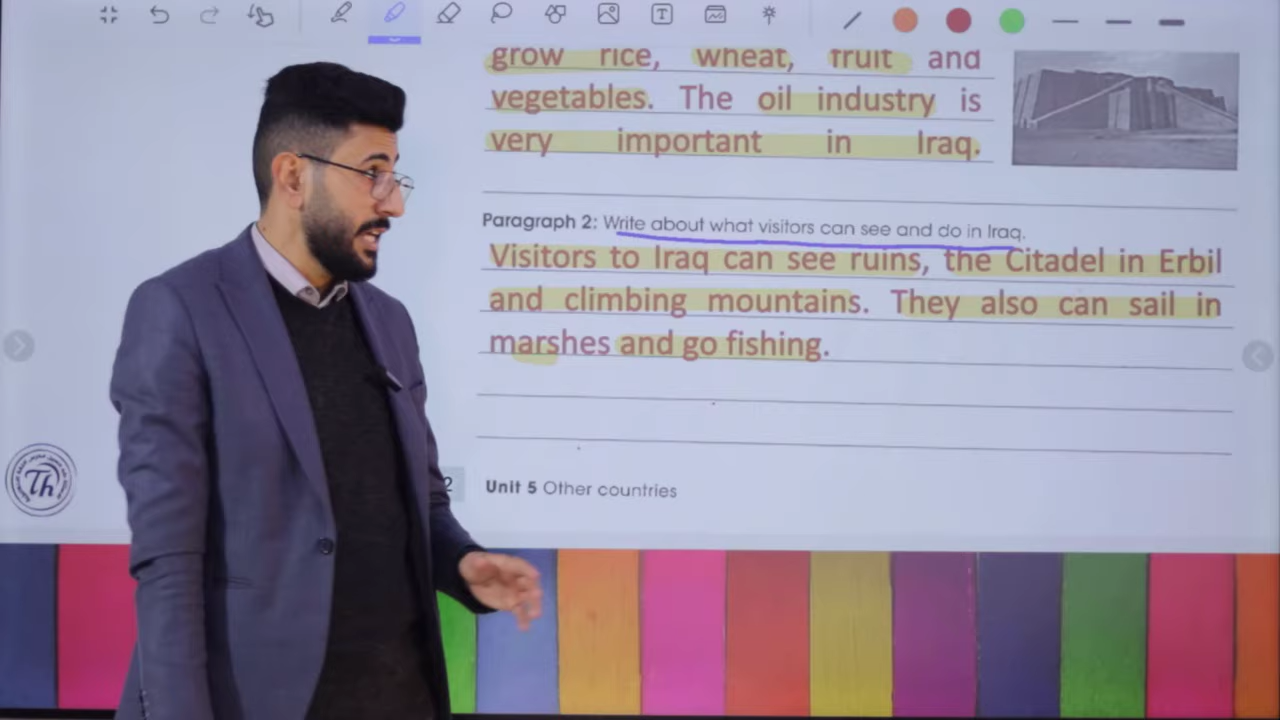 grow rice, wheat, fruit and
vegetables. The oil industry is
very important in Iraq.
Paragraph 2: Write about what visitors can see and do in Iraq.
Visitors to Iraq can see ruins, the Citadel in Erbil
and climbing mountains. They also can sail in
marshes and go fishing.
2 Unit 5 Other countries
Th